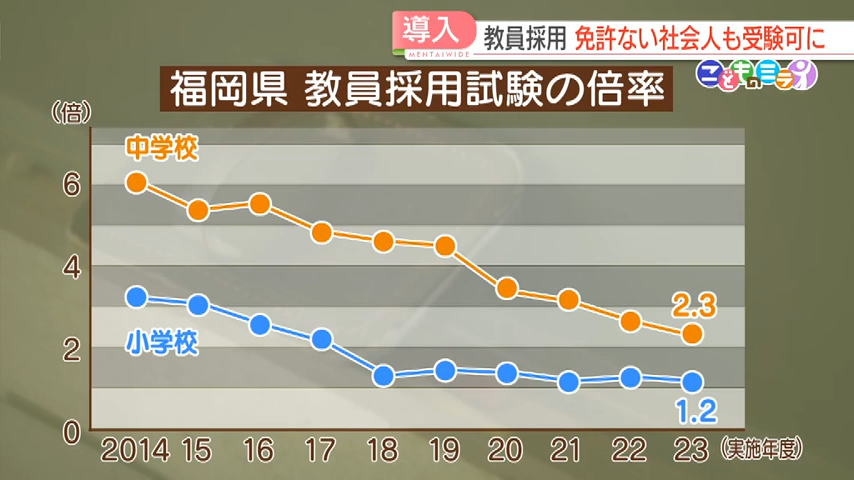 導入
MENTAIWIDE
教員採用 免許ない社会人も受験可に
こどものミライ
福岡県 教員採用試験の倍率
(倍)
中学校
6
4
2.3
小学校
2
1.2
0
2014 15 16 17 18 19 20 21 22 23 (実施年度)